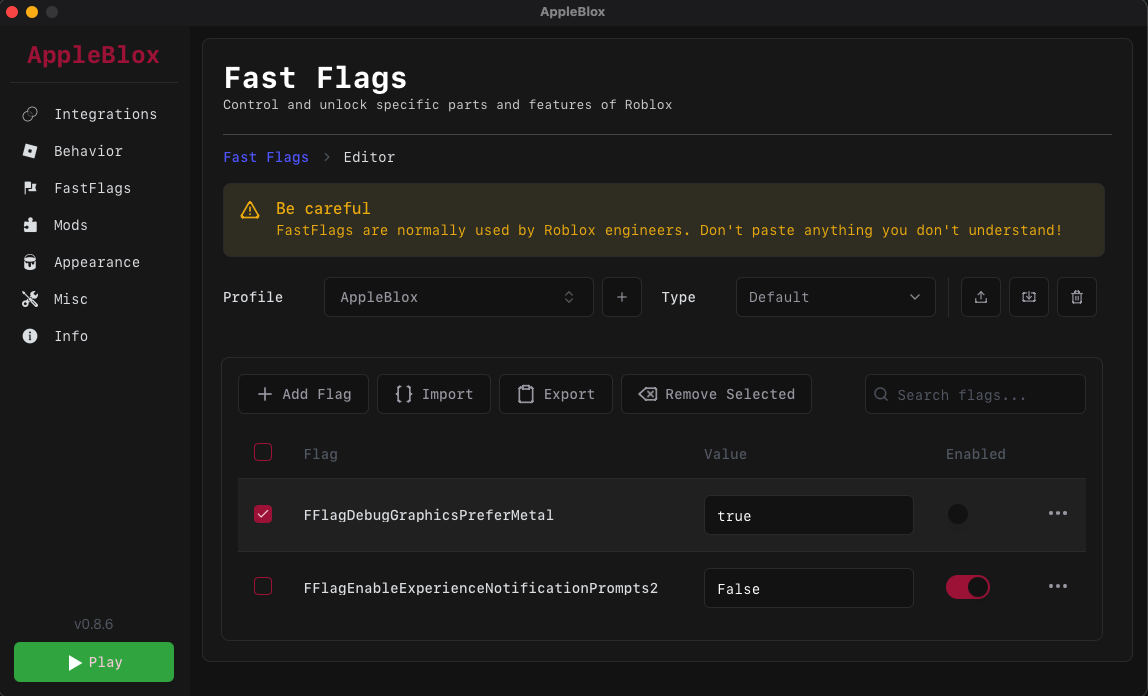 AppleBlox
AppleBlox
Integrations
Behavior
FastFlags
Mods
Appearance
Misc
Info
v0.8.6
Play
Fast Flags
Control and unlock specific parts and features of Roblox
Fast Flags > Editor
Be careful
FastFlags are normally used by Roblox engineers. Don't paste anything you don't understand!
Profile AppleBlox + Type Default
+ Add Flag {} Import Export Remove Selected Search flags...
Flag Value Enabled
FFlagDebugGraphicsPreferMetal true
FFlagEnableExperienceNotificationPrompts2 False